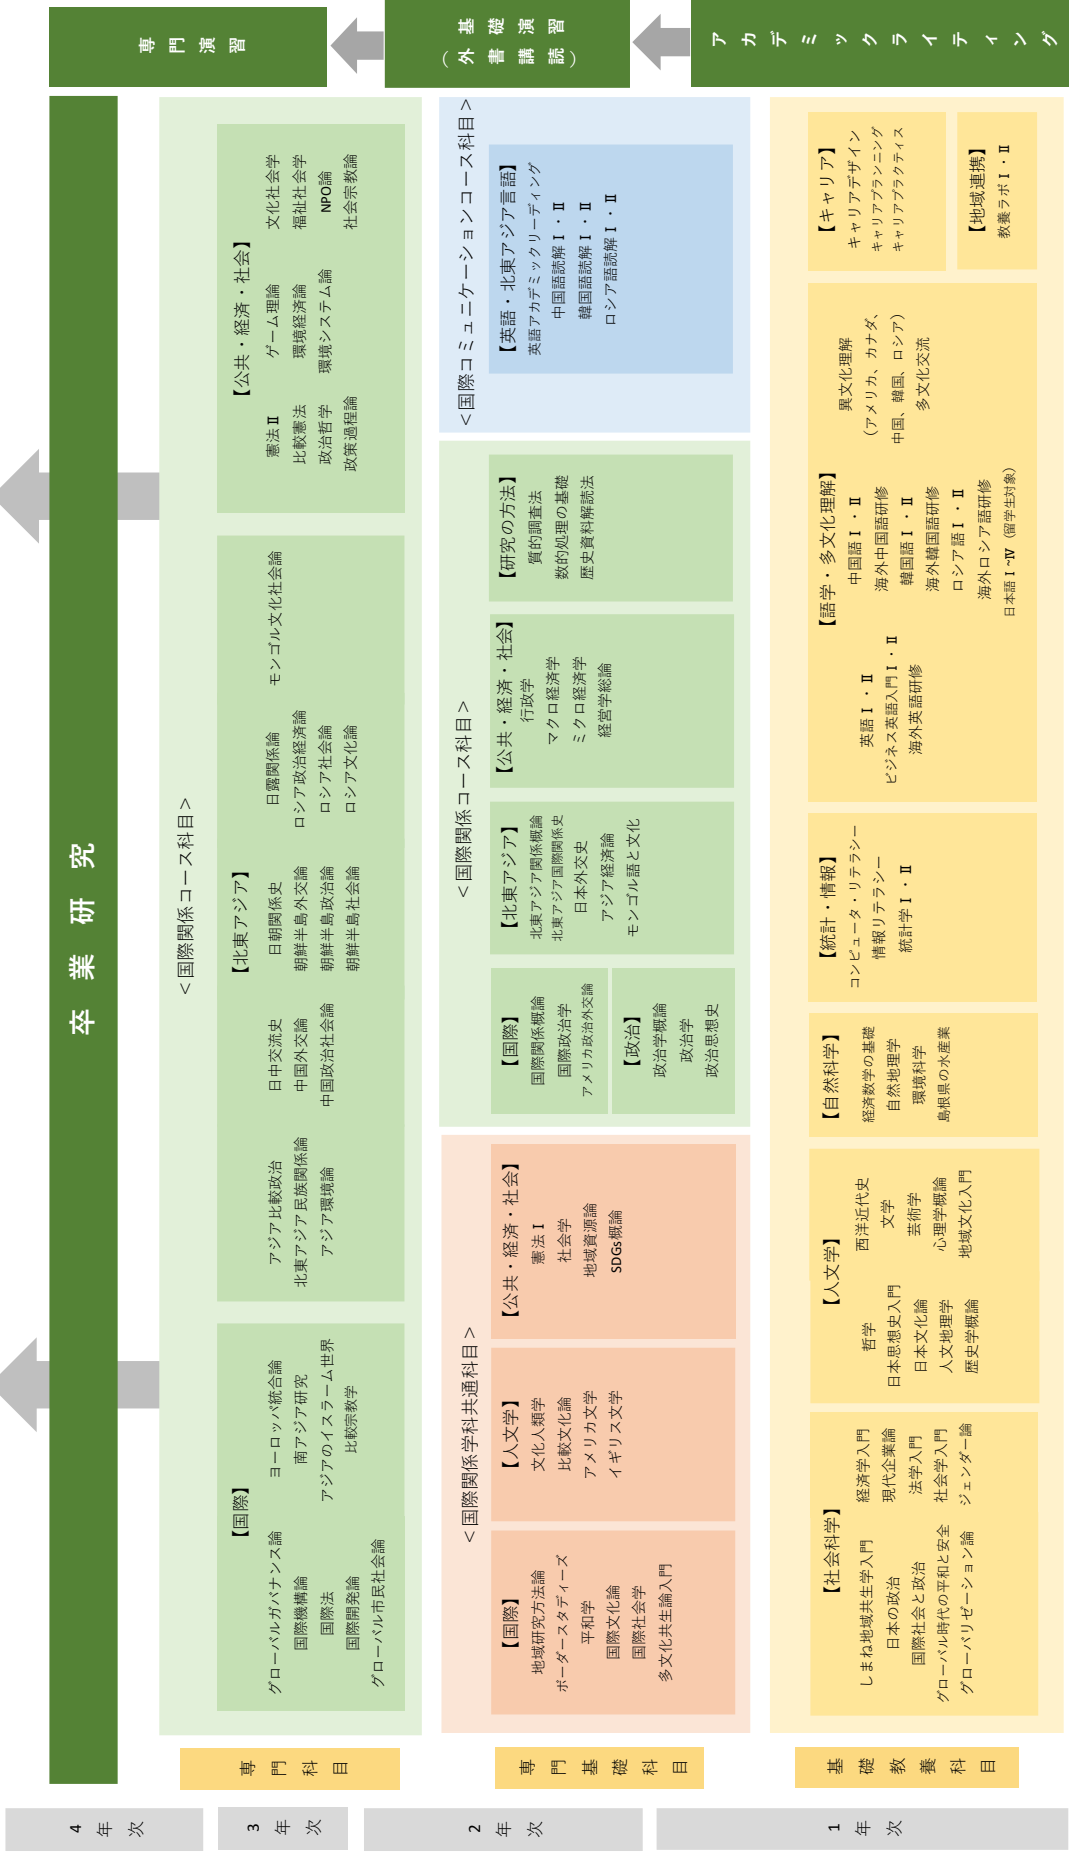 卒業研究
4年次
3年次
2年次
1年次
専門科目
専門基礎科目
基礎教養科目
専門演習
基礎演習
（外書講読）
アカデミックライティング
＜国際関係コース科目＞
【国際】
グローバルガバナンス論
国際機構論
国際法
国際開発論
グローバル市民社会論
ヨーロッパ統合論
南アジア研究
アジアのイスラーム世界
比較宗教学
【北東アジア】
アジア比較政治
北東アジア民族関係論
アジア環境論
日中交流史
中国外交論
中国政治社会論
日朝関係史
朝鮮半島外交論
朝鮮半島政治論
朝鮮半島社会論
日露関係論
ロシア政治経済論
ロシア社会論
ロシア文化論
モンゴル文化社会論
【公共・経済・社会】
憲法Ⅱ
比較憲法
政治哲学
政策過程論
ゲーム理論
環境経済論
環境システム論
文化社会学
福祉社会学
NPO論
社会宗教論
＜国際関係学科共通科目＞
【国際】
地域研究方法論
ボーダースタディーズ
平和学
国際文化論
国際社会学
多文化共生論入門
【人文学】
文化人類学
比較文化論
アメリカ文学
イギリス文学
【公共・経済・社会】
憲法Ⅰ
社会学
地域資源論
SDGs概論
＜国際関係コース科目＞
【国際】
国際関係概論
国際政治学
アメリカ政治外交論
【政治】
政治学概論
政治学
政治思想史
【北東アジア】
北東アジア関係概論
北東アジア国際関係史
日本外交史
アジア経済論
モンゴル語と文化
【公共・経済・社会】
行政学
マクロ経済学
ミクロ経済学
経営学総論
【研究の方法】
質的調査法
数的処理の基礎
歴史資料解読法
＜国際コミュニケーションコース科目＞
【英語・北東アジア言語】
英語アカデミックリーディング
中国語読解Ⅰ・Ⅱ
韓国語読解Ⅰ・Ⅱ
ロシア語読解Ⅰ・Ⅱ
【社会科学】
しまね地域共生学入門
日本の政治
国際社会と政治
グローバル時代の平和と安全
グローバリゼーション論
経済学入門
現代企業論
法学入門
社会学入門
ジェンダー論
【人文学】
哲学
日本思想史入門
日本文化論
人文地理学
歴史学概論
西洋近代史
文学
芸術学
心理学概論
地域文化入門
【自然科学】
経済数学の基礎
自然地理学
環境科学
島根県の水産業
【統計・情報】
コンピュータ・リテラシー
情報リテラシー
統計学Ⅰ・Ⅱ
【語学・多文化理解】
英語Ⅰ・Ⅱ
ビジネス英語入門Ⅰ・Ⅱ
海外英語研修
中国語Ⅰ・Ⅱ
海外中国語研修
韓国語Ⅰ・Ⅱ
海外韓国語研修
ロシア語Ⅰ・Ⅱ
海外ロシア語研修
日本語Ⅰ~Ⅳ（留学生対象）
異文化理解
（アメリカ、カナダ、
中国、韓国、ロシア）
多文化交流
【キャリア】
キャリアデザイン
キャリアプランニング
キャリアプラクティス
【地域連携】
教養ラボⅠ・Ⅱ